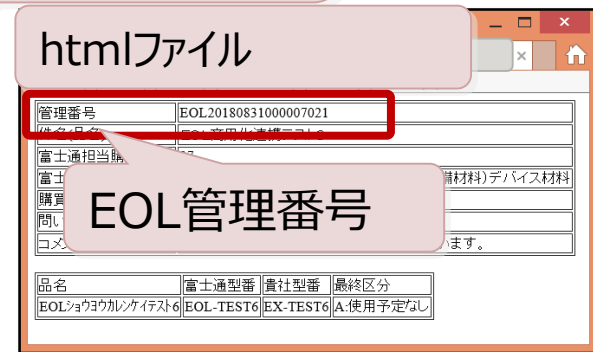 htmlファイル
管理番号 EOL20180831000007021
富士通担当購
富士 材料)デバイス材料
購買
問い
コメ います。
EOL管理番号
品名 富士通型番 貴社型番 最終区分
EOLショウヨウカレンケイテスト6 EOL-TEST6 EX-TEST6 A:使用予定なし